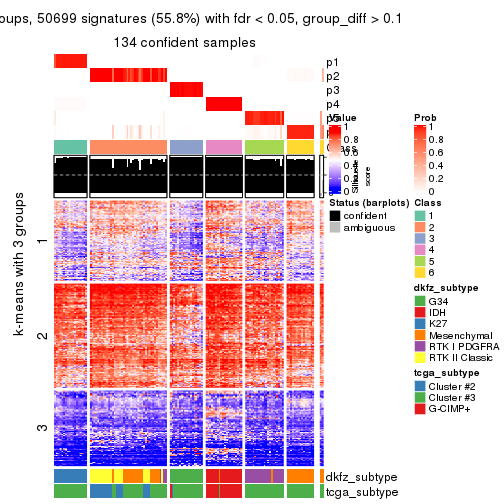 oups, 50699 signatures (55.8%) with fdr < 0.05, group_diff > 0.1
134 confident samples
p1
p2
p3
p4
Value
1
0.8
0.6
0.4
0.2
0
Prob
1
0.8
0.6
0.4
0.2
0
Silhouette
score
Status (barplots)
confident
ambiguous
Class
1
2
3
4
5
6
k-means with 3 groups
1
2
3
dkfz_subtype
G34
IDH
K27
Mesenchymal
RTK I PDGFRA
RTK II Classic
tcga_subtype
Cluster #2
Cluster #3
G-CIMP+
dkfz_subtype
tcga_subtype